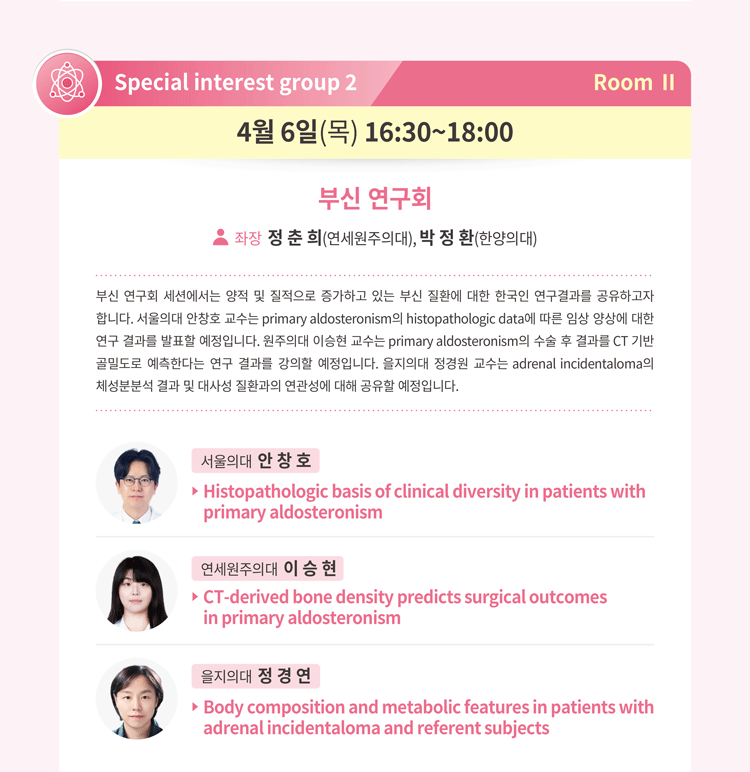 Special interest group 2
Room II
4월 6일(목) 16:30~18:00
부신 연구회
좌장 정 춘 희(연세원주의대), 박 정 환(한양의대)
부신 연구회 세션에서는 양적 및 질적으로 증가하고 있는 부신 질환에 대한 한국인 연구결과를 공유하고자
합니다. 서울의대 안창호 교수는 primary aldosteronism의 histopathologic data에 따른 임상 양상에 대한
연구 결과를 발표할 예정입니다. 원주의대 이승현 교수는 primary aldosteronism의 수술 후 결과를 CT 기반
골밀도로 예측한다는 연구 결과를 강의할 예정입니다. 을지의대 정경원 교수는 adrenal incidentaloma의
체성분분석 결과 및 대사성 질환과의 연관성에 대해 공유할 예정입니다.
서울의대 안 창 호
Histopathologic basis of clinical diversity in patients with
primary aldosteronism
연세원주의대 이 승 현
CT-derived bone density predicts surgical outcomes
in primary aldosteronism
을지의대 정 경 연
Body composition and metabolic features in patients with
adrenal incidentaloma and referent subjects